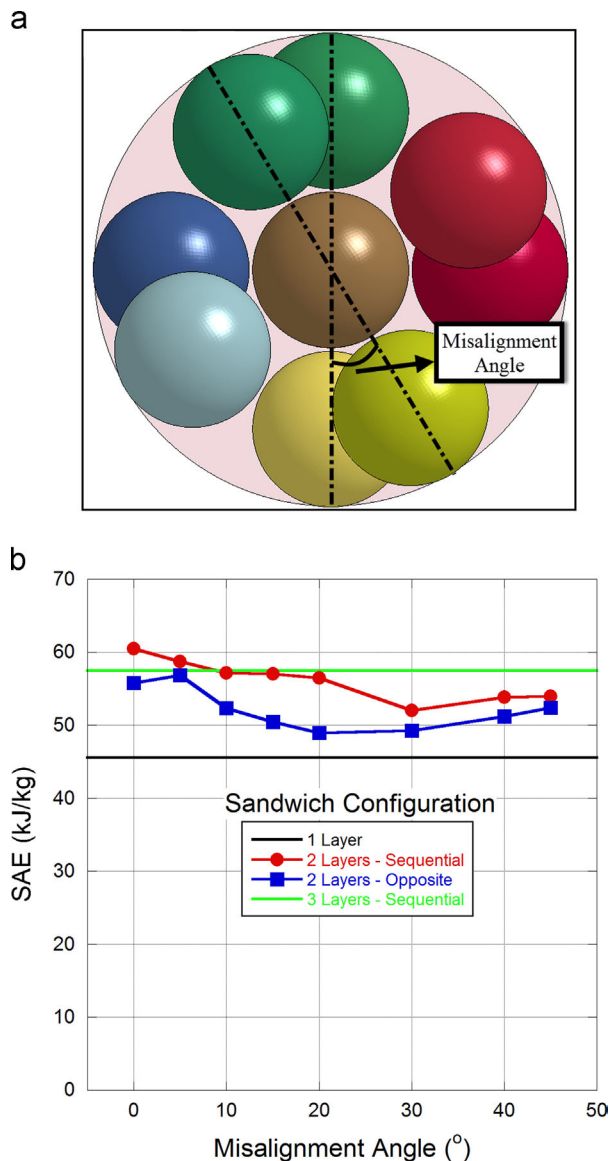 a
Misalignment
Angle
b
70
60
50
40
30
20
10
0
SAE (kJ/kg)
Sandwich Configuration
1 Layer
2 Layers - Sequential
2 Layers - Opposite
3 Layers - Sequential
0 10 20 30 40 50
Misalignment Angle (°)